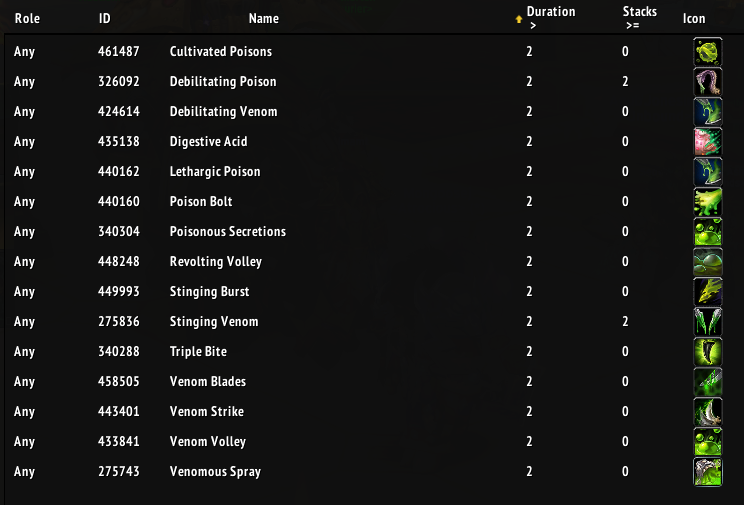 Role ID Name Duration > Stacks >= Icon
Any 461487 Cultivated Poisons 2 0
Any 326092 Debilitating Poison 2 2
Any 424614 Debilitating Venom 2 0
Any 435138 Digestive Acid 2 0
Any 440162 Lethargic Poison 2 0
Any 440160 Poison Bolt 2 0
Any 340304 Poisonous Secretions 2 0
Any 448248 Revolting Volley 2 0
Any 449993 Stinging Burst 2 0
Any 275836 Stinging Venom 2 2
Any 340288 Triple Bite 2 0
Any 458505 Venom Blades 2 0
Any 443401 Venom Strike 2 0
Any 433841 Venom Volley 2 0
Any 275743 Venomous Spray 2 0